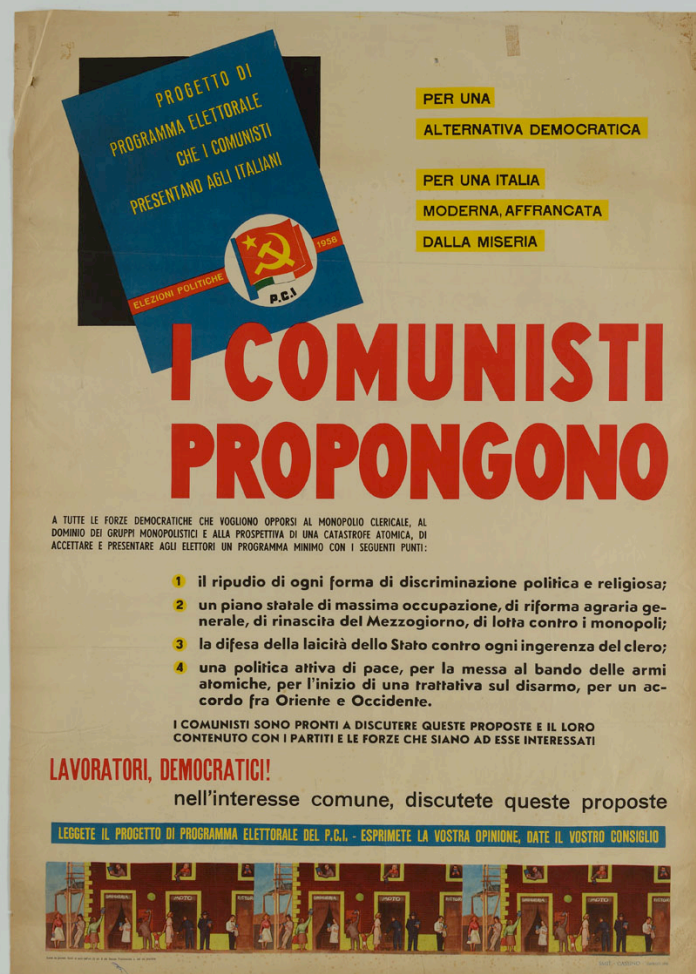 PROGETTO DI
PROGRAMMA ELETTORALE
CHE I COMUNISTI
PRESENTANO AGLI ITALIANI
ELEZIONI POLITICHE 1958
P.C.I
PER UNA
ALTERNATIVA DEMOCRATICA
PER UNA ITALIA
MODERNA, AFFRANCATA
DALLA MISERIA
I COMUNISTI
PROPONGONO
A TUTTE LE FORZE DEMOCRATICHE CHE VOGLIONO OPPORSI AL MONOPOLIO CLERICALE, AL
DOMINIO DEI GRUPPI MONOPOLISTICI E ALLA PROSPETTIVA DI UNA CATASTROFE ATOMICA, DI
ACCETTARE E PRESENTARE AGLI ELETTORI UN PROGRAMMA MINIMO CON I SEGUENTI PUNTI:
1 il ripudio di ogni forma di discriminazione politica e religiosa;
2 un piano statale di massima occupazione, di riforma agraria ge-
nerale, di rinascita del Mezzogiorno, di lotta contro i monopoli;
3 la difesa della laicità dello Stato contro ogni ingerenza del clero;
4 una politica attiva di pace, per la messa al bando delle armi
atomiche, per l'inizio di una trattativa sul disarmo, per un ac-
cordo fra Oriente e Occidente.
I COMUNISTI SONO PRONTI A DISCUTERE QUESTE PROPOSTE E IL LORO
CONTENUTO CON I PARTITI E LE FORZE CHE SIANO AD ESSE INTERESSATI
LAVORATORI, DEMOCRATICI!
nell'interesse comune, discutete queste proposte
LEGGETE IL PROGETTO DI PROGRAMMA ELETTORALE DEL P.C.I. - ESPRIMETE LA VOSTRA OPINIONE, DATE IL VOSTRO CONSIGLIO